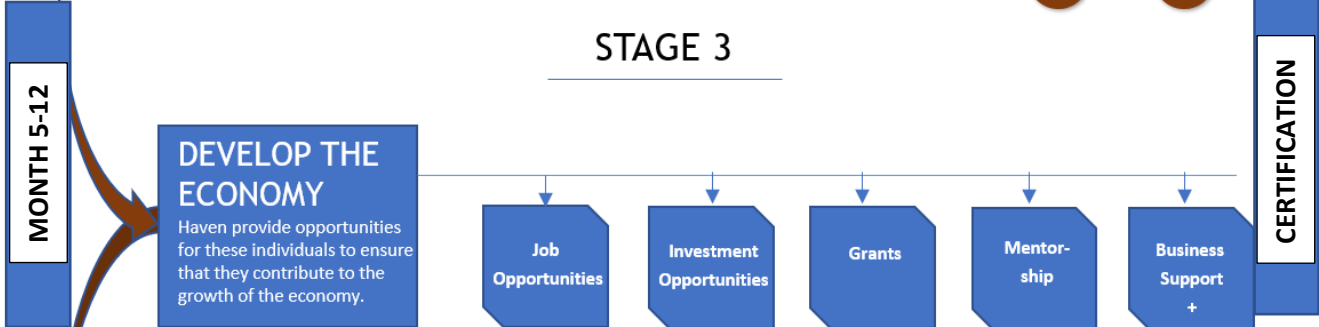 STAGE 3
MONTH 5-12
DEVELOP THE
ECONOMY
Haven provide opportunities
for these individuals to ensure
that they contribute to the
growth of the economy.
Job
Opportunities
Investment
Opportunities
Grants
Mentor-
ship
Business
Support
+
CERTIFICATION